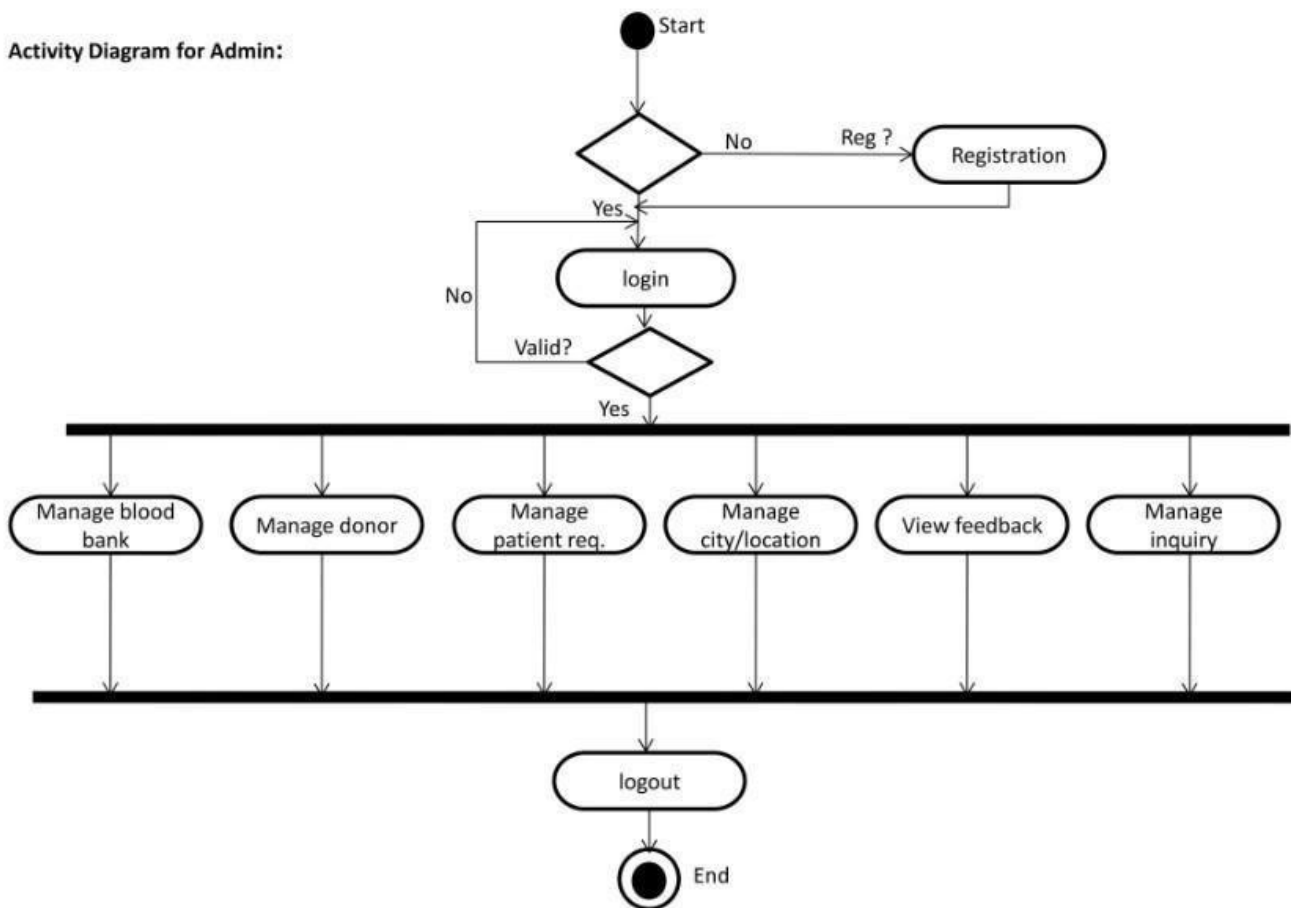 Start
Activity Diagram for Admin:
No
Reg ?
Registration
Yes
login
No
Valid?
Yes
Manage blood
bank
Manage donor
Manage
patient req.
Manage
city/location
View feedback
Manage
inquiry
logout
End